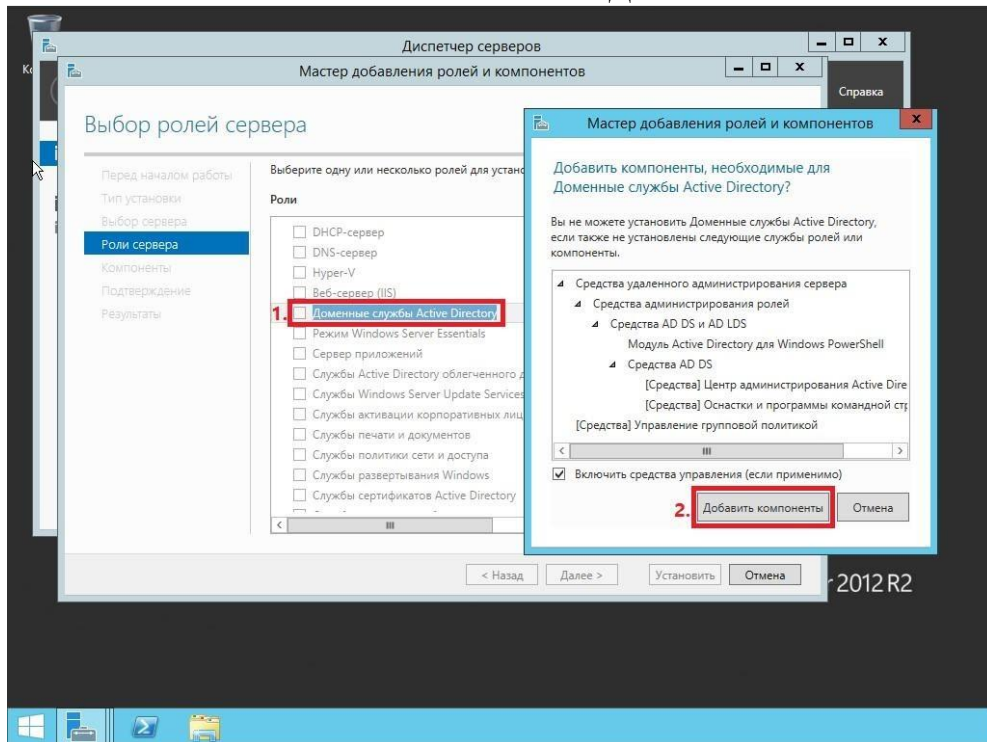 Диспетчер серверов
Мастер добавления ролей и компонентов
Справка
Выбор ролей сервера
Перед началом работы
Тип установки
Выбор сервера
Роли сервера
Компоненты
Подтверждение
Результаты
Выберите одну или несколько ролей для
Роли
DHCP-сервер
DNS-сервер
Hyper-V
Веб-сервер (IIS)
1. Доменные службы Active Directory
Режим Windows Server Essentials
Сервер приложений
Службы Active Directory облегченного
Службы Windows Server Update Services
Службы активации корпоративных
Службы печати и документов
Службы политики сети и доступа
Службы развертывания Windows
Службы сертификатов Active Directory
< Назад
Далее >
Установить
Отмена
Мастер добавления ролей и компонентов
Добавить компоненты, необходимые для
Доменные службы Active Directory?
Вы не можете установить Доменные службы Active Directory,
если также не установлены следующие службы ролей или
компоненты.
Средства удаленного администрирования сервера
Средства администрирования ролей
Средства AD DS и AD LDS
Модуль Active Directory для Windows PowerShell
Средства AD DS
[Средства] Центр администрирования Active Dire
[Средства] Оснастки и программы командной стр
[Средства] Управление групповой политикой
Включить средства управления (если применимо)
2. Добавить компоненты
Отмена
2012 R2